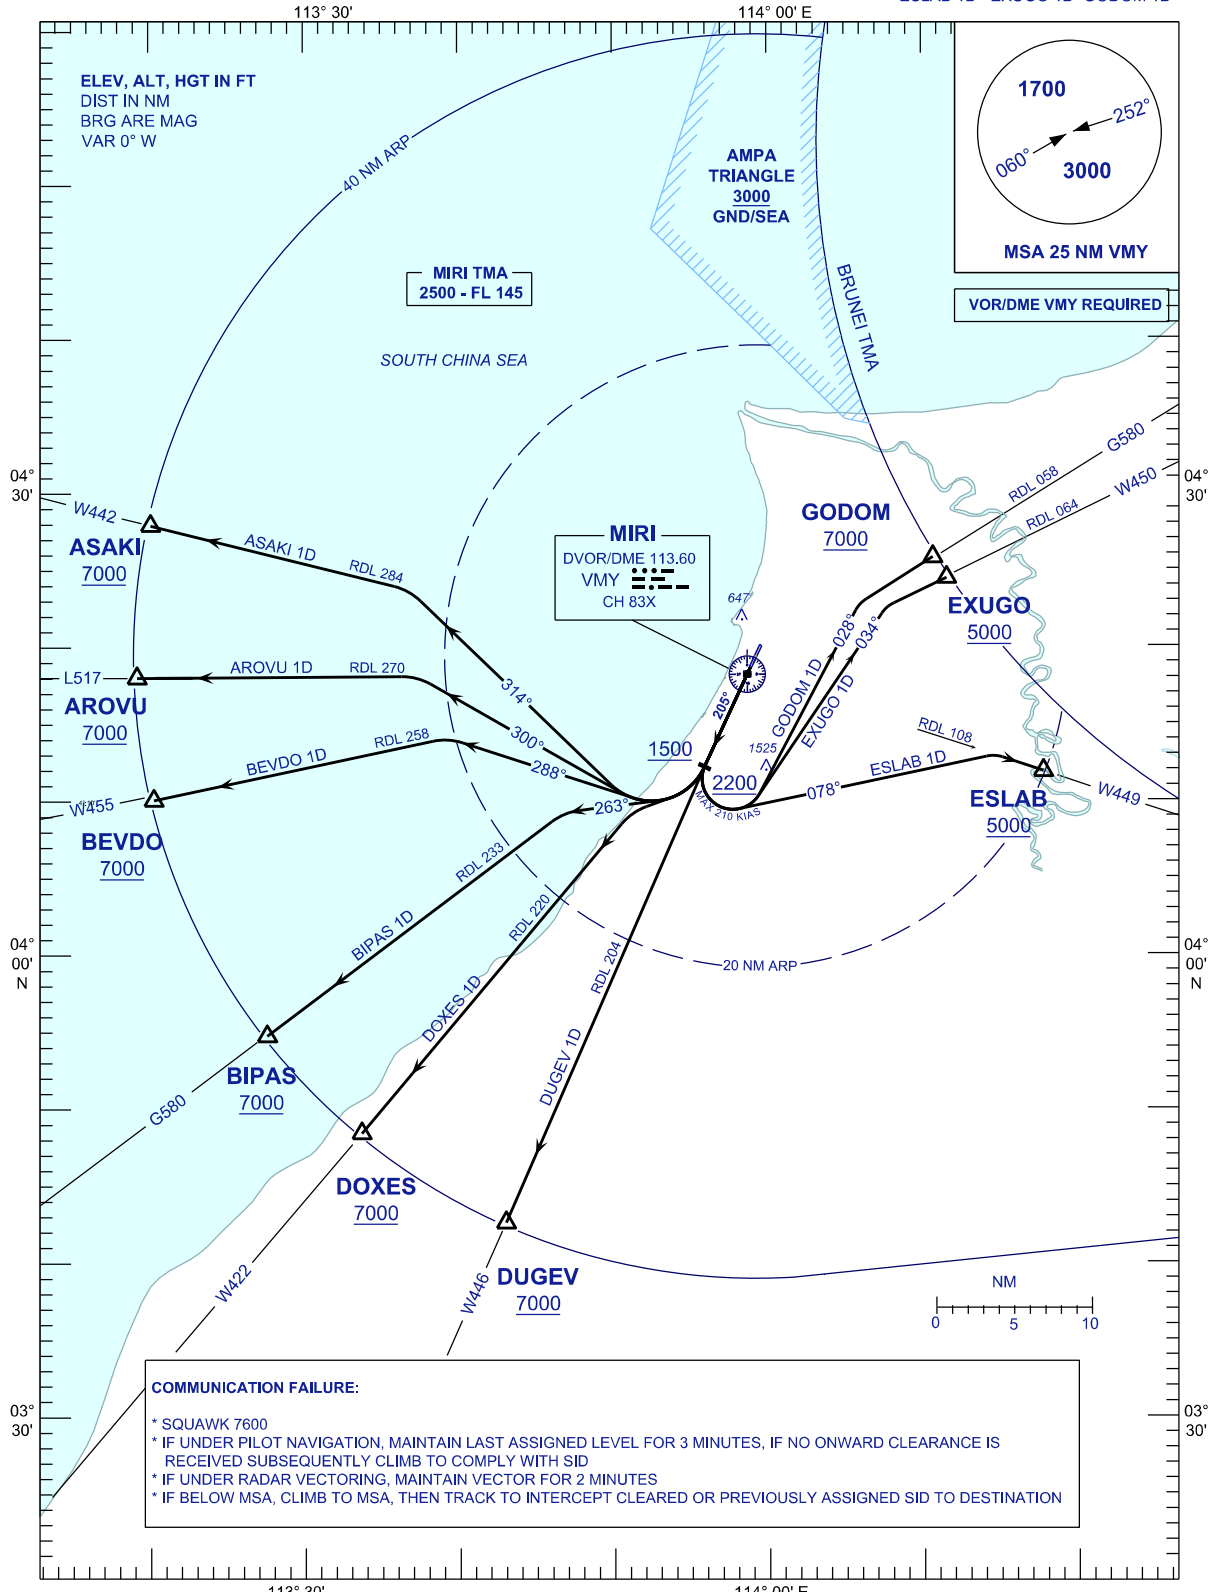 113° 30'
114° 00' E
ELEV, ALT, HGT IN FT
DIST IN NM
BRG ARE MAG
VAR 0° W
40 NM ARP
AMPA
TRIANGLE
3000
GND/SEA
1700
252°
060°
3000
MSA 25 NM VMY
VOR/DME VMY REQUIRED
MIRI TMA
2500 - FL 145
BRUNEI TMA
SOUTH CHINA SEA
04°
30'
04°
30'
G580
W450
RDL 058
RDL 064
W442
ASAKI
7000
ASAKI 1D
RDL 284
MIRI
DVOR/DME 113.60
VMY
CH 83X
647
GODOM
7000
EXUGO
5000
028°
034°
GODOM 1D
EXUGO 1D
L517
AROVU
7000
AROVU 1D
RDL 270
314°
300°
288°
263°
205°
1500
1525
2200
MAX 210 KIAS
078°
ESLAB 1D
RDL 108
ESLAB
5000
W449
BEVDO 1D
RDL 258
W455
BEVDO
7000
RDL 233
BIPAS 1D
RDL 220
DOXES 1D
RDL 204
DUGEV 1D
20 NM ARP
04°
00'
N
04°
00'
N
BIPAS
7000
G580
DOXES
7000
W422
DUGEV
7000
W446
NM
0 5 10
03°
30'
03°
30'
COMMUNICATION FAILURE:
* SQUAWK 7600
* IF UNDER PILOT NAVIGATION, MAINTAIN LAST ASSIGNED LEVEL FOR 3 MINUTES, IF NO ONWARD CLEARANCE IS
RECEIVED SUBSEQUENTLY CLIMB TO COMPLY WITH SID
* IF UNDER RADAR VECTORING, MAINTAIN VECTOR FOR 2 MINUTES
* IF BELOW MSA, CLIMB TO MSA, THEN TRACK TO INTERCEPT CLEARED OR PREVIOUSLY ASSIGNED SID TO DESTINATION
113° 30'
114° 00' E